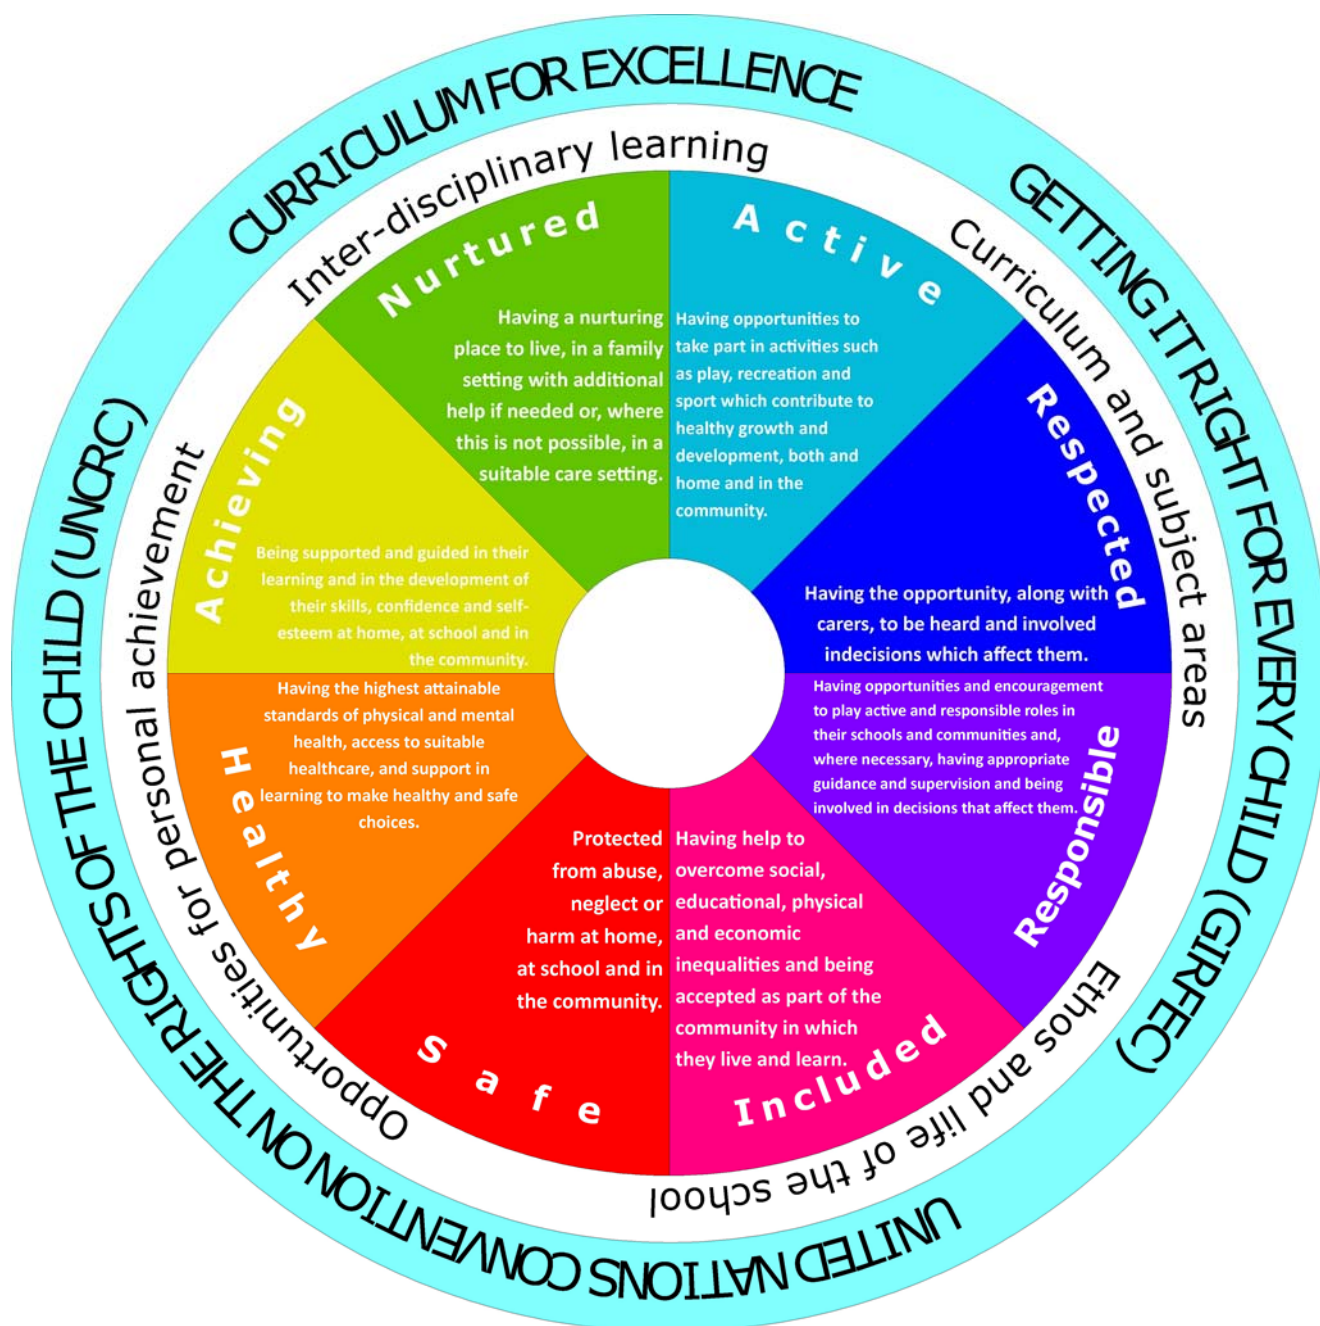 CURRICULUM FOR EXCELLENCE
GETTING IT RIGHT FOR EVERY CHILD (GIRFEC)
UNITED NATIONS CONVENTION ON THE RIGHTS OF THE CHILD (UNCRC)
Inter-disciplinary learning
Curriculum and subject areas
Ethos and life of the school
Opportunities for personal achievement
Nurtured
Having a nurturing
place to live, in a family
setting with additional
help if needed or, where
this is not possible, in a
suitable care setting.
Active
Having opportunities to
take part in activities such
as play, recreation and
sport which contribute to
healthy growth and
development, both and
home and in the
community.
Respected
Having the opportunity, along with
carers, to be heard and involved
indecisions which affect them.
Responsible
Having opportunities and encouragement
to play active and responsible roles in
their schools and communities and,
where necessary, having appropriate
guidance and supervision and being
involved in decisions that affect them.
Included
Having help to
overcome social,
educational, physical
and economic
inequalities and being
accepted as part of the
community in which
they live and learn.
Safe
Protected
from abuse,
neglect or
harm at home,
at school and in
the community.
Healthy
Having the highest attainable
standards of physical and mental
health, access to suitable
healthcare, and support in
learning to make healthy and safe
choices.
Achieving
Being supported and guided in their
learning and in the development of
their skills, confidence and self-
esteem at home, at school and in
the community.